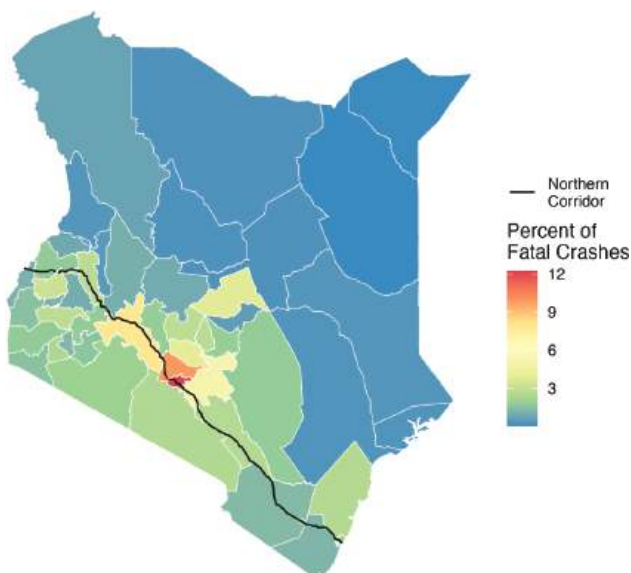 Northern
Corridor
Percent of
Fatal Crashes
12
9
6
3